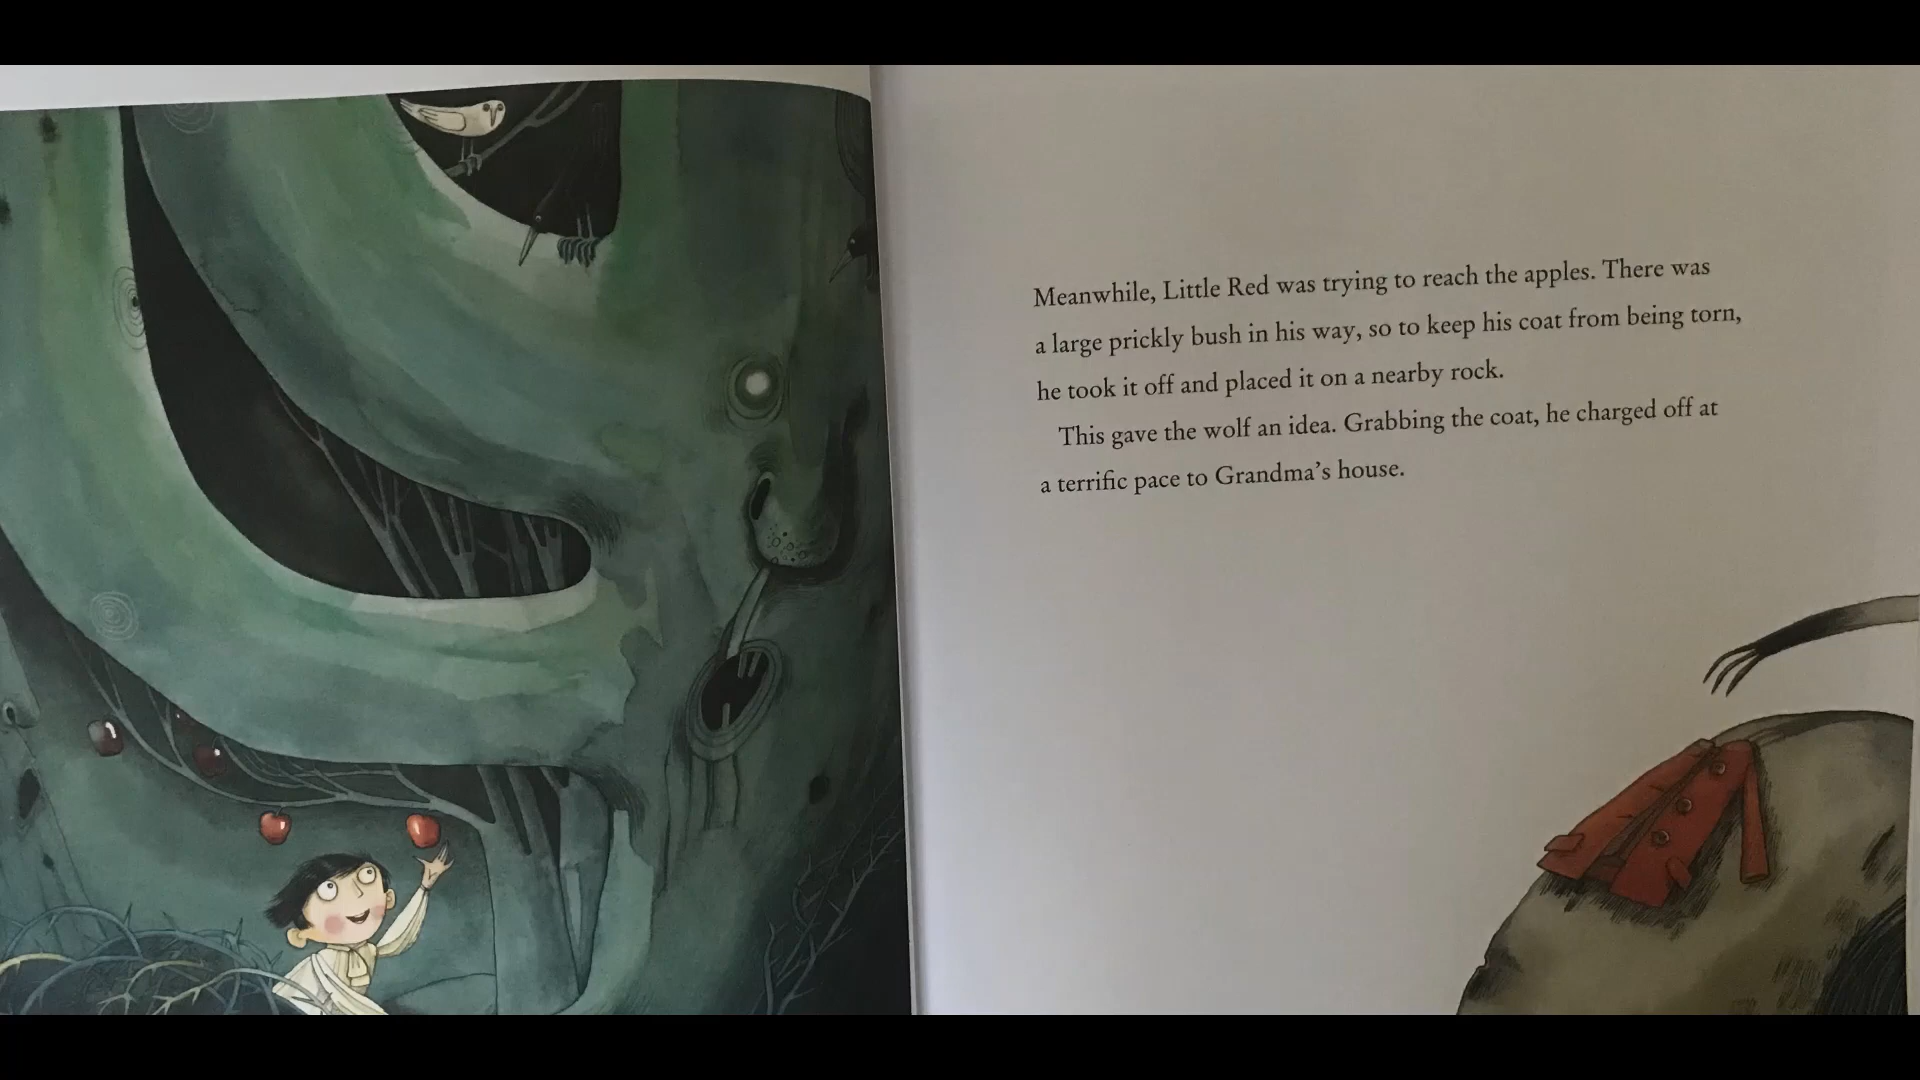 Meanwhile, Little Red was trying to reach the apples. There was
a large prickly bush in his way, so to keep his coat from being torn,
he took it off and placed it on a nearby rock.
This gave the wolf an idea. Grabbing the coat, he charged off at
a terrific pace to Grandma’s house.